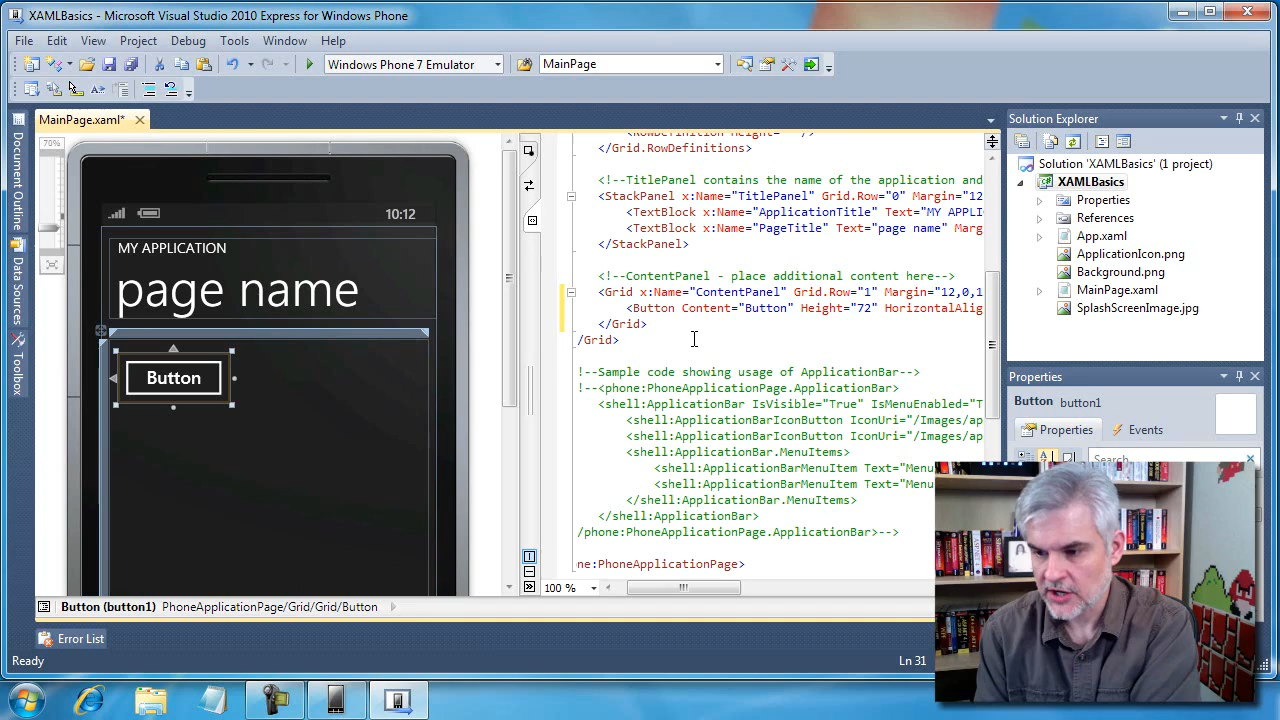 XAMLBasics - Microsoft Visual Studio 2010 Express for Windows Phone
File Edit View Project Debug Tools Window Help
Windows Phone 7 Emulator MainPage
MainPage.xaml*
Document Outline
Data Sources
Toolbox
70%
10:12
MY APPLICATION
page name
Button
</Grid.RowDefinitions>
<!--TitlePanel contains the name of the application and
<StackPanel x:Name="TitlePanel" Grid.Row="0" Margin="12
<TextBlock x:Name="ApplicationTitle" Text="MY APPLI
<TextBlock x:Name="PageTitle" Text="page name" Marg
</StackPanel>
<!--ContentPanel - place additional content here-->
<Grid x:Name="ContentPanel" Grid.Row="1" Margin="12,0,1
<Button Content="Button" Height="72" HorizontalAlig
</Grid>
/Grid>
!--Sample code showing usage of ApplicationBar-->
!--<phone:PhoneApplicationPage.ApplicationBar>
<shell:ApplicationBar IsVisible="True" IsMenuEnabled="T
<shell:ApplicationBarIconButton IconUri="/Images/ap
<shell:ApplicationBarIconButton IconUri="/Images/ap
<shell:ApplicationBar.MenuItems>
<shell:ApplicationBarMenuItem Text="Menu
<shell:ApplicationBarMenuItem Text="Menu
</shell:ApplicationBar.MenuItems>
</shell:ApplicationBar>
/phone:PhoneApplicationPage.ApplicationBar>-->
ne:PhoneApplicationPage>
100 %
Button (button1) PhoneApplicationPage/Grid/Grid/Button
Solution Explorer
Solution 'XAMLBasics' (1 project)
XAMLBasics
Properties
References
App.xaml
ApplicationIcon.png
Background.png
MainPage.xaml
SplashScreenImage.jpg
Properties
Button button1
Properties Events
Search
Error List
Ready Ln 31